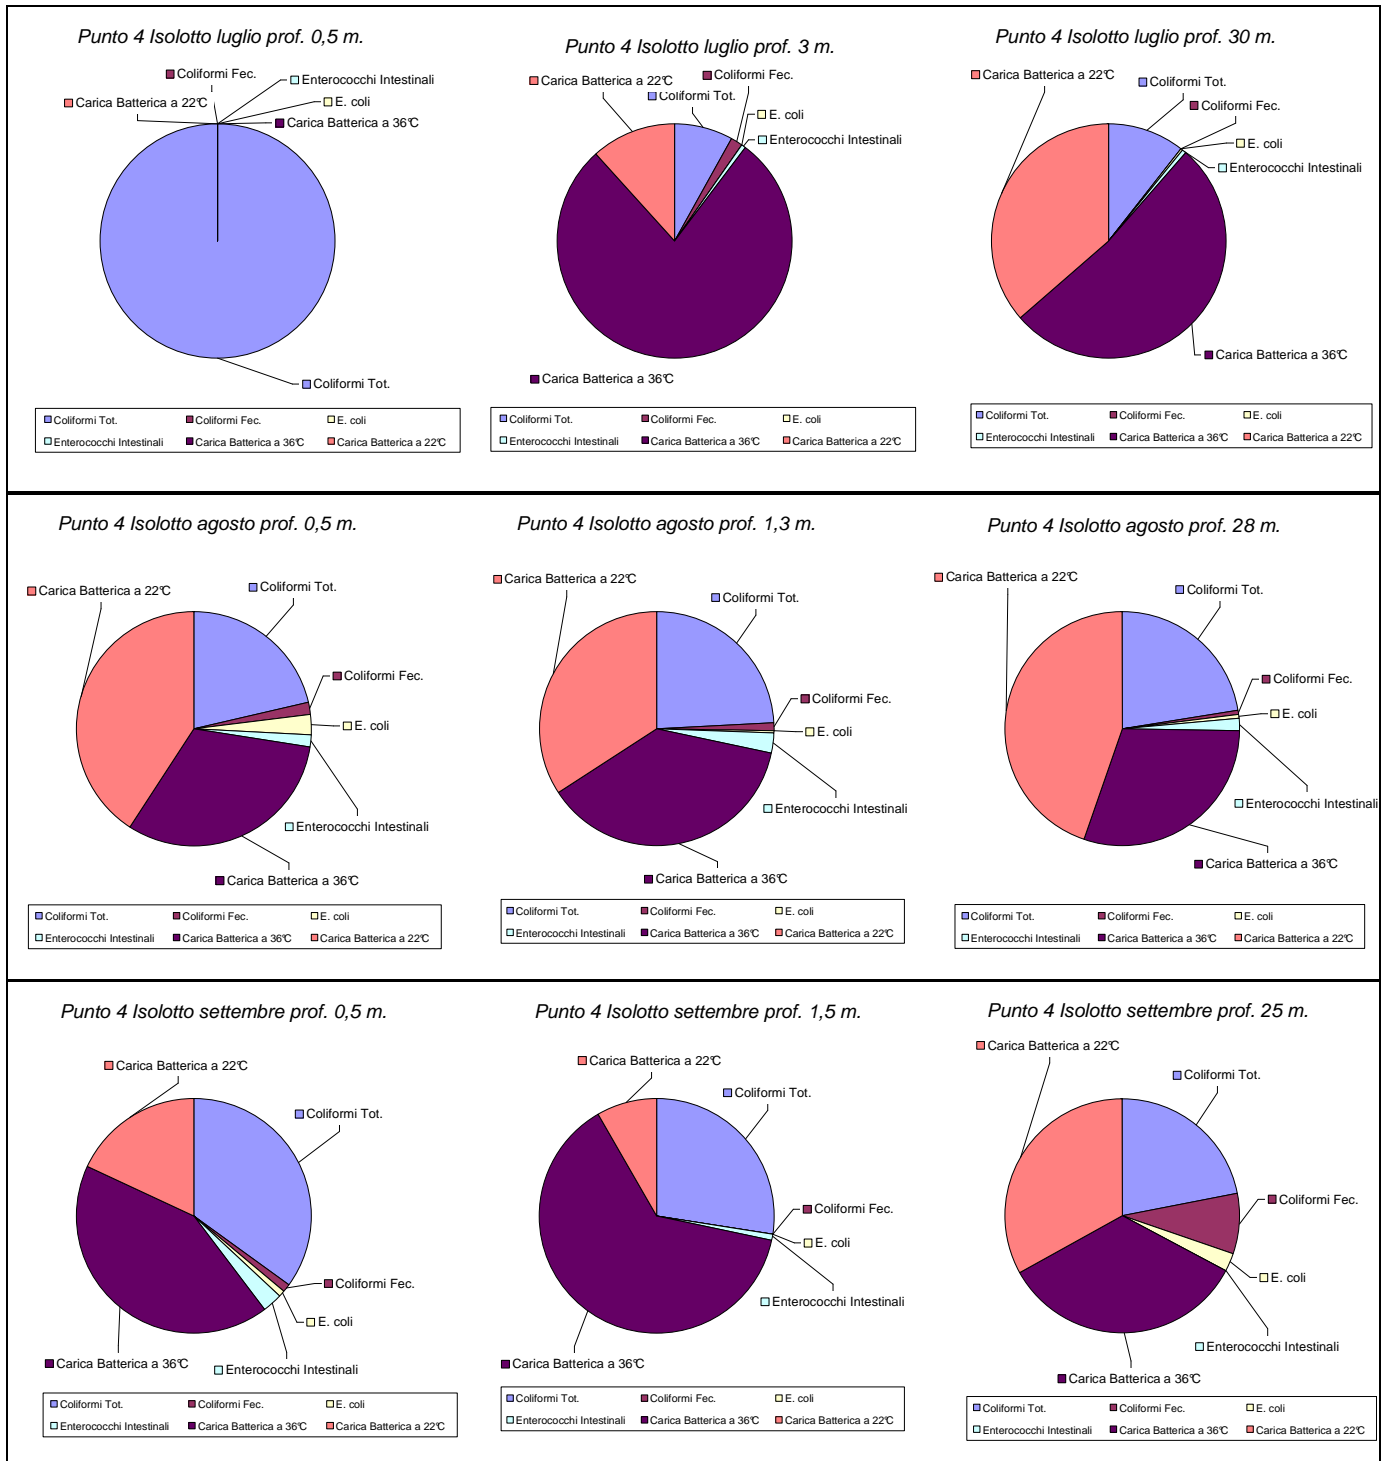 Punto 4 Isolotto luglio prof. 0,5 m.
Coliformi Fec.
Enterococchi Intestinali
Carica Batterica a 22°C
E. coli
Carica Batterica a 36°C
Coliformi Tot.
Coliformi Tot. Coliformi Fec. E. coli
Enterococchi Intestinali Carica Batterica a 36°C Carica Batterica a 22°C
Punto 4 Isolotto luglio prof. 3 m.
Carica Batterica a 22°C
Coliformi Fec.
Coliformi Tot.
E. coli
Enterococchi Intestinali
Carica Batterica a 36°C
Coliformi Tot. Coliformi Fec. E. coli
Enterococchi Intestinali Carica Batterica a 36°C Carica Batterica a 22°C
Punto 4 Isolotto luglio prof. 30 m.
Carica Batterica a 22°C
Coliformi Tot.
Coliformi Fec.
E. coli
Enterococchi Intestinali
Carica Batterica a 36°C
Coliformi Tot. Coliformi Fec. E. coli
Enterococchi Intestinali Carica Batterica a 36°C Carica Batterica a 22°C
Punto 4 Isolotto agosto prof. 0,5 m.
Carica Batterica a 22°C
Coliformi Tot.
Coliformi Fec.
E. coli
Enterococchi Intestinali
Carica Batterica a 36°C
Coliformi Tot. Coliformi Fec. E. coli
Enterococchi Intestinali Carica Batterica a 36°C Carica Batterica a 22°C
Punto 4 Isolotto agosto prof. 1,3 m.
Carica Batterica a 22°C
Coliformi Tot.
Coliformi Fec.
E. coli
Enterococchi Intestinali
Carica Batterica a 36°C
Coliformi Tot. Coliformi Fec. E. coli
Enterococchi Intestinali Carica Batterica a 36°C Carica Batterica a 22°C
Punto 4 Isolotto agosto prof. 28 m.
Carica Batterica a 22°C
Coliformi Tot.
Coliformi Fec.
E. coli
Enterococchi Intestinali
Carica Batterica a 36°C
Coliformi Tot. Coliformi Fec. E. coli
Enterococchi Intestinali Carica Batterica a 36°C Carica Batterica a 22°C
Punto 4 Isolotto settembre prof. 0,5 m.
Carica Batterica a 22°C
Coliformi Tot.
Coliformi Fec.
E. coli
Carica Batterica a 36°C
Enterococchi Intestinali
Coliformi Tot. Coliformi Fec. E. coli
Enterococchi Intestinali Carica Batterica a 36°C Carica Batterica a 22°C
Punto 4 Isolotto settembre prof. 1,5 m.
Carica Batterica a 22°C
Coliformi Tot.
Coliformi Fec.
E. coli
Enterococchi Intestinali
Carica Batterica a 36°C
Coliformi Tot. Coliformi Fec. E. coli
Enterococchi Intestinali Carica Batterica a 36°C Carica Batterica a 22°C
Punto 4 Isolotto settembre prof. 25 m.
Carica Batterica a 22°C
Coliformi Tot.
Coliformi Fec.
E. coli
Enterococchi Intestinali
Carica Batterica a 36°C
Coliformi Tot. Coliformi Fec. E. coli
Enterococchi Intestinali Carica Batterica a 36°C Carica Batterica a 22°C